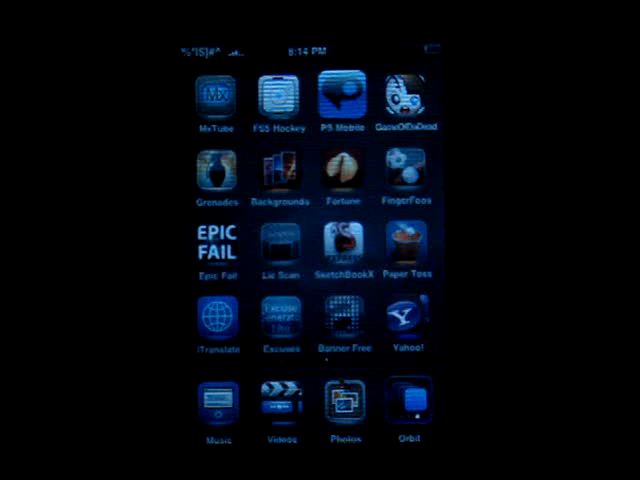 8:14 PM
MxTube FS5 Hockey PS Mobile GameOfDaDead
Grenades Backgrounds Fortune FingerFoos
EPIC
FAIL
Epic Fail Lie Scan SketchBookX Paper Toss
iTranslate Excuses Banner Free Yahoo!
Music Videos Photos Orbit